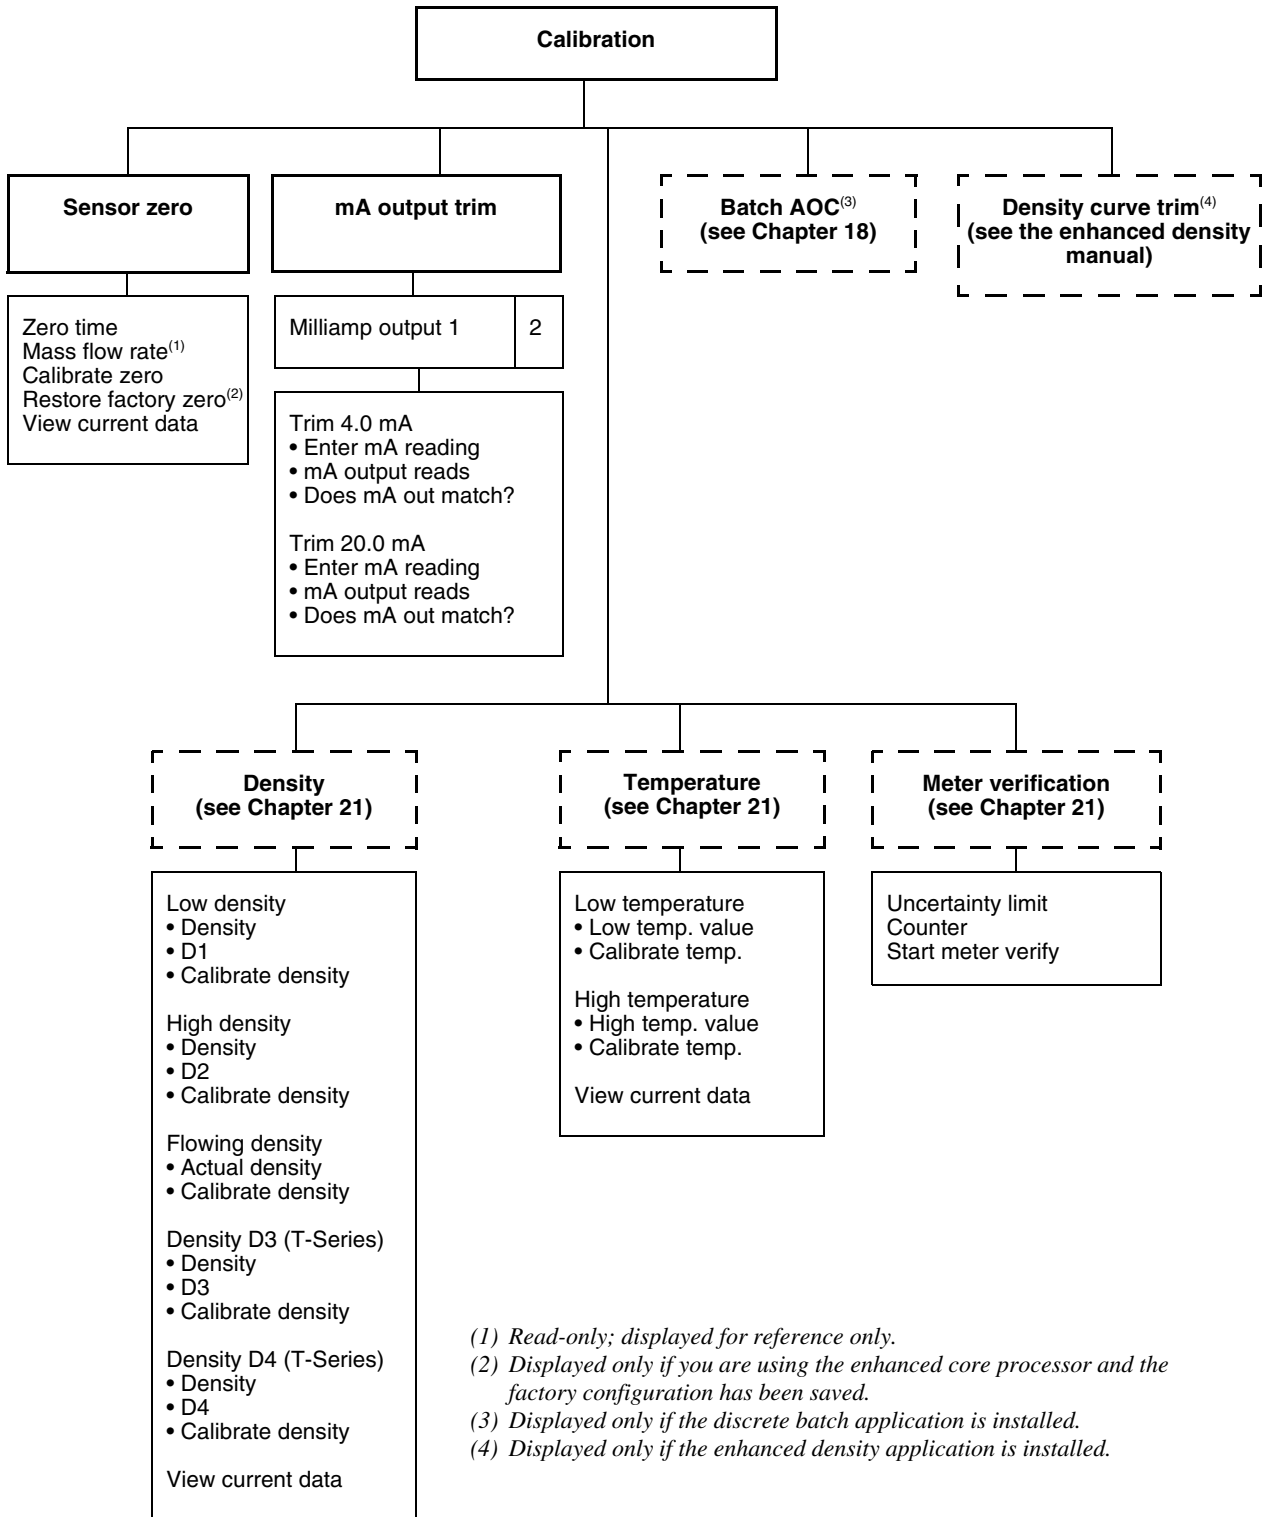 Calibration
Sensor zero
Zero time
Mass flow rate(1)
Calibrate zero
Restore factory zero(2)
View current data
mA output trim
Milliamp output 1
2
Trim 4.0 mA
• Enter mA reading
• mA output reads
• Does mA out match?
Trim 20.0 mA
• Enter mA reading
• mA output reads
• Does mA out match?
Batch AOC(3)
(see Chapter 18)
Density curve trim(4)
(see the enhanced density
manual)
Density
(see Chapter 21)
Low density
• Density
• D1
• Calibrate density
High density
• Density
• D2
• Calibrate density
Flowing density
• Actual density
• Calibrate density
Density D3 (T-Series)
• Density
• D3
• Calibrate density
Density D4 (T-Series)
• Density
• D4
• Calibrate density
View current data
Temperature
(see Chapter 21)
Low temperature
• Low temp. value
• Calibrate temp.
High temperature
• High temp. value
• Calibrate temp.
View current data
Meter verification
(see Chapter 21)
Uncertainty limit
Counter
Start meter verify
(1) Read-only; displayed for reference only.
(2) Displayed only if you are using the enhanced core processor and the
factory configuration has been saved.
(3) Displayed only if the discrete batch application is installed.
(4) Displayed only if the enhanced density application is installed.